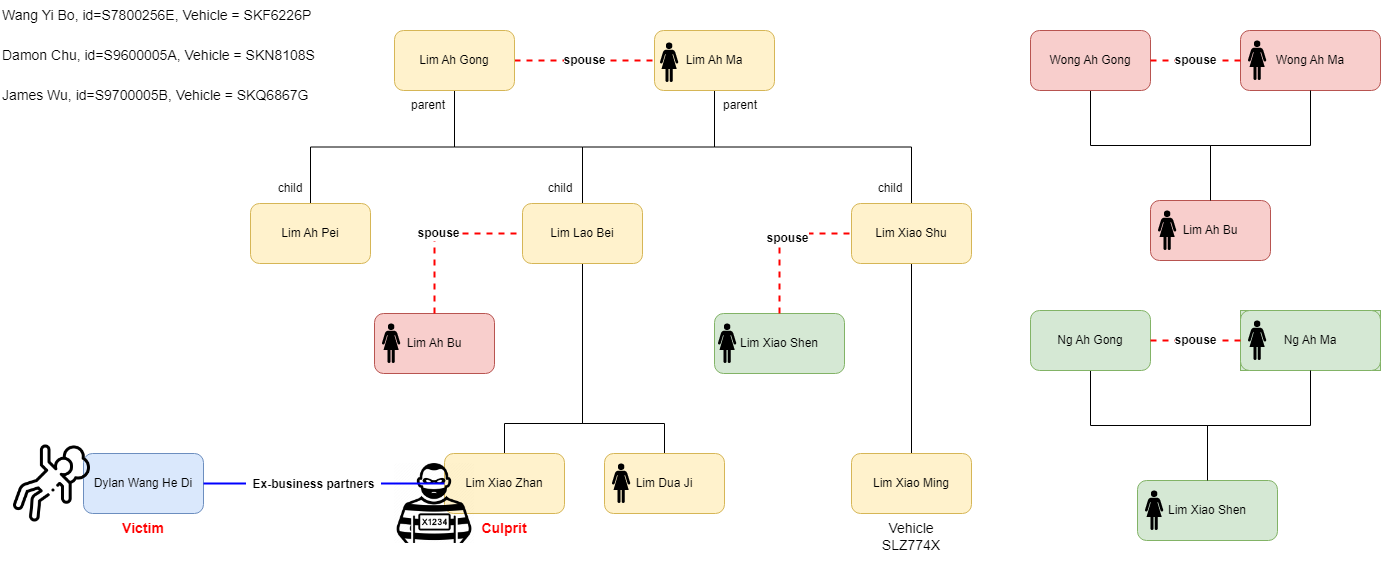 Wang Yi Bo, id=S7800256E, Vehicle = SKF6226P
Damon Chu, id=S9600005A, Vehicle = SKN8108S
James Wu, id=S9700005B, Vehicle = SKQ6867G
Lim Ah Gong
spouse
Lim Ah Ma
Wong Ah Gong
spouse
Wong Ah Ma
parent
parent
child
child
child
Lim Ah Pei
spouse
Lim Lao Bei
spouse
Lim Xiao Shu
Lim Ah Bu
Lim Ah Bu
Lim Xiao Shen
Ng Ah Gong
spouse
Ng Ah Ma
Dylan Wang He Di
Ex-business partners
X1234
Lim Xiao Zhan
Lim Dua Ji
Lim Xiao Ming
Lim Xiao Shen
Victim
Culprit
Vehicle
SLZ774X